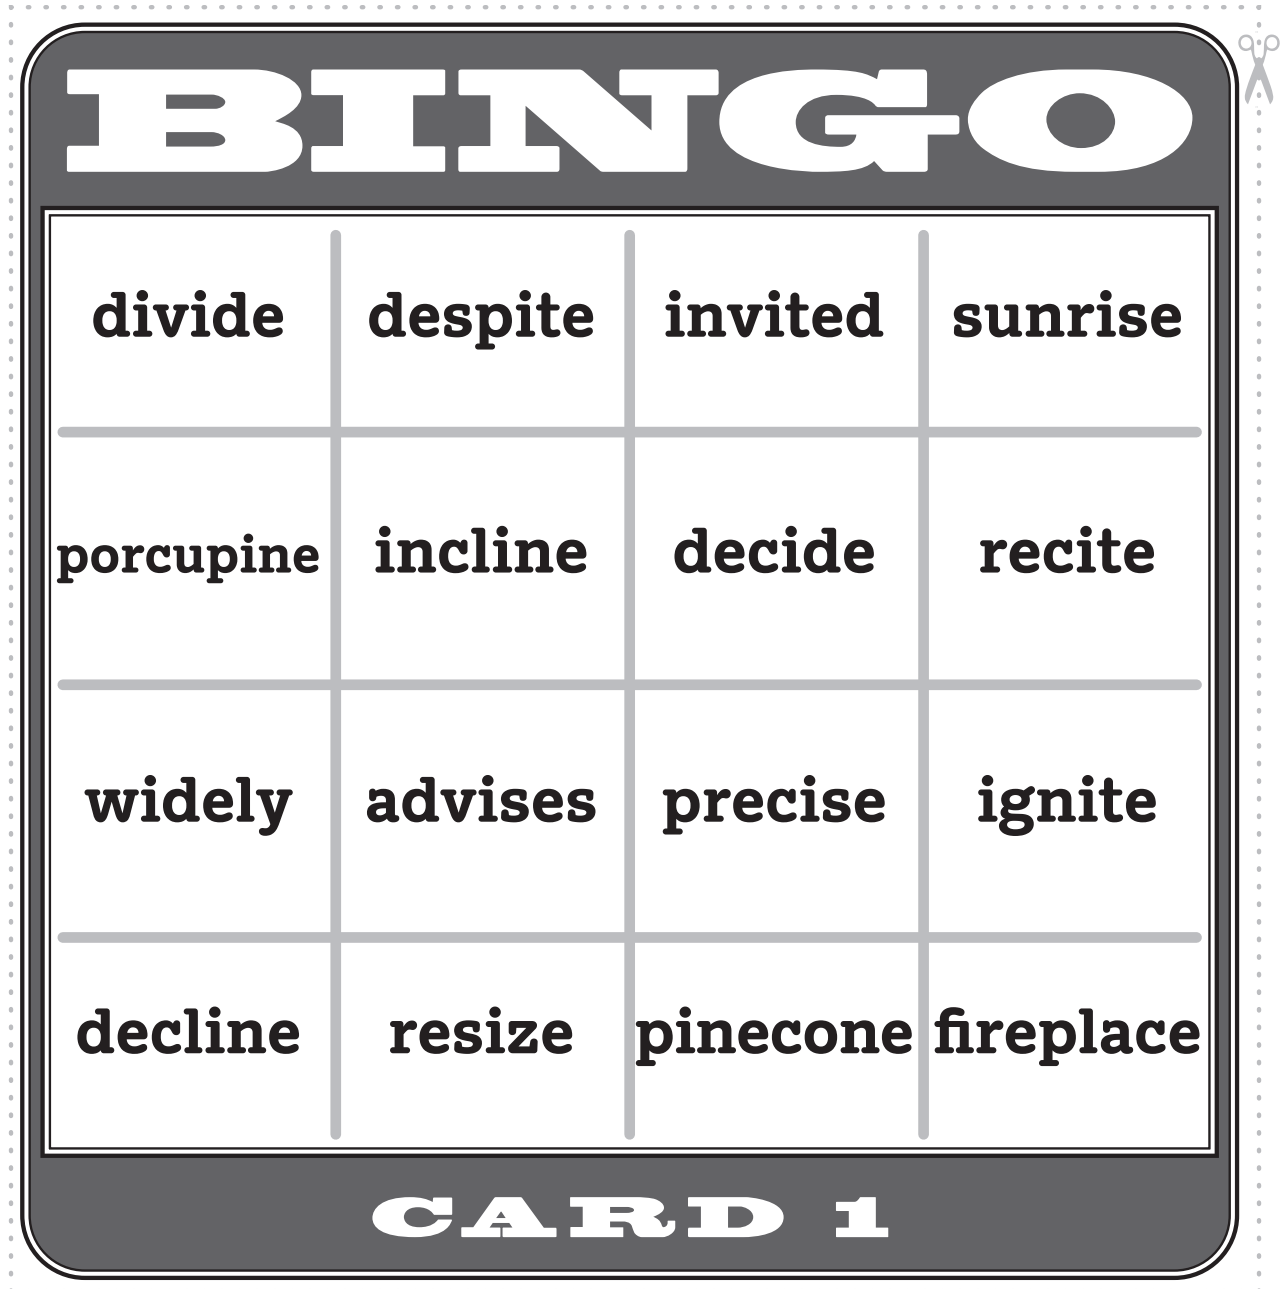 BINGO
divide despite invited sunrise
porcupine incline decide recite
widely advises precise ignite
decline resize pinecone fireplace
CARD 1